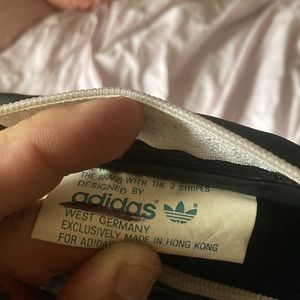 THE BRAND WITH THE 3 STRIPES
DESIGNED BY
adidas
WEST GERMANY
EXCLUSIVELY MADE IN HONG KONG
FOR ADIDAS